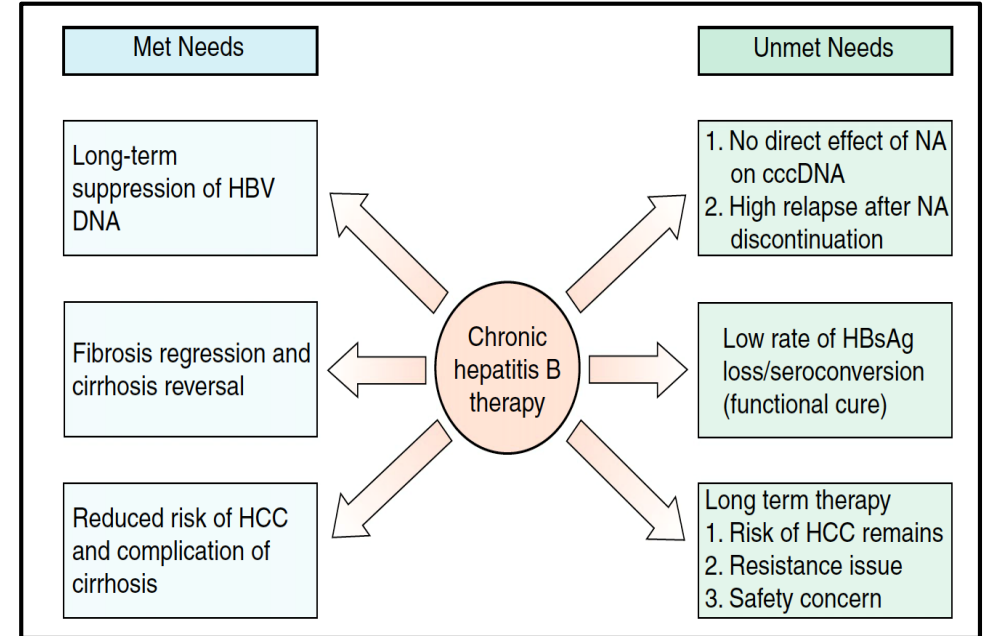 Met Needs
Unmet Needs
Long-term
suppression of HBV
DNA
1. No direct effect of NA
on cccDNA
2. High relapse after NA
discontinuation
Chronic
hepatitis B
therapy
Fibrosis regression and
cirrhosis reversal
Low rate of HBsAg
loss/seroconversion
(functional cure)
Reduced risk of HCC
and complication of
cirrhosis
Long term therapy
1. Risk of HCC remains
2. Resistance issue
3. Safety concern